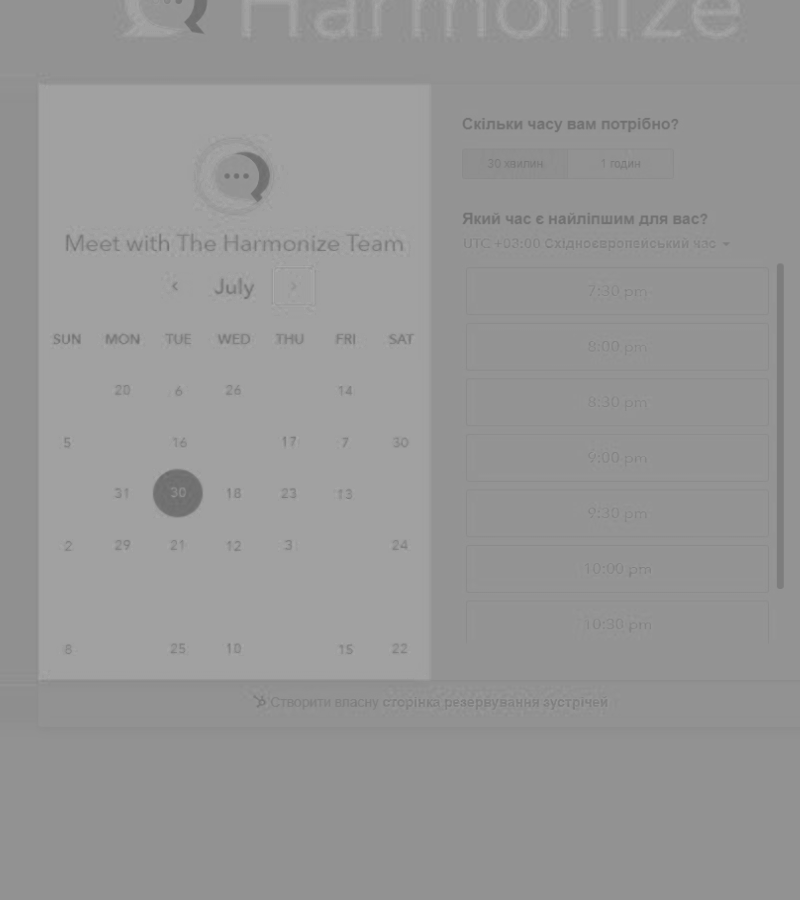 Harmonize
Meet with The Harmonize Team
July
SUN MON TUE WED THU FRI SAT
20 6 26 14
5 16 17 7 30
31 30 18 23 13
2 29 21 12 3 24
8 25 10 15 22
Скільки часу вам потрібно?
30 хвилин 1 годин
Який час є найліпшим для вас?
UTC +03:00 Східноєвропейський час
7:30 pm
8:00 pm
8:30 pm
9:00 pm
9:30 pm
10:00 pm
10:30 pm
Створити власну сторінка резервування зустрічей